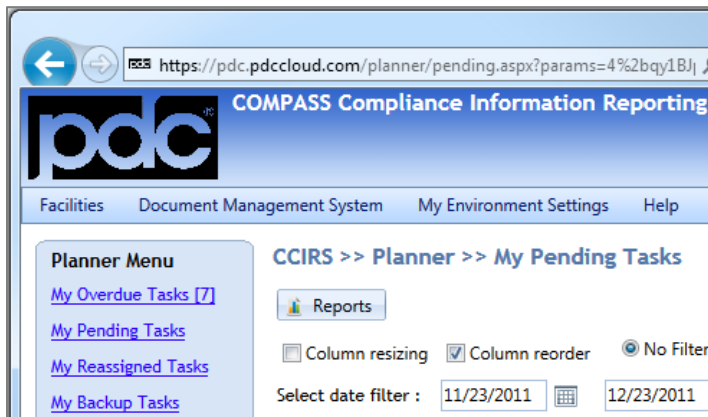 https://pdc.pdccloud.com/planner/pending.aspx?params=4%2bqy1BJ
COMPASS Compliance Information Reporting
pdc
Facilities Document Management System My Environment Settings Help
Planner Menu
My Overdue Tasks [7]
My Pending Tasks
My Reassigned Tasks
My Backup Tasks
CCIRS >> Planner >> My Pending Tasks
Reports
Column resizing Column reorder No Filter
Select date filter : 11/23/2011 12/23/2011